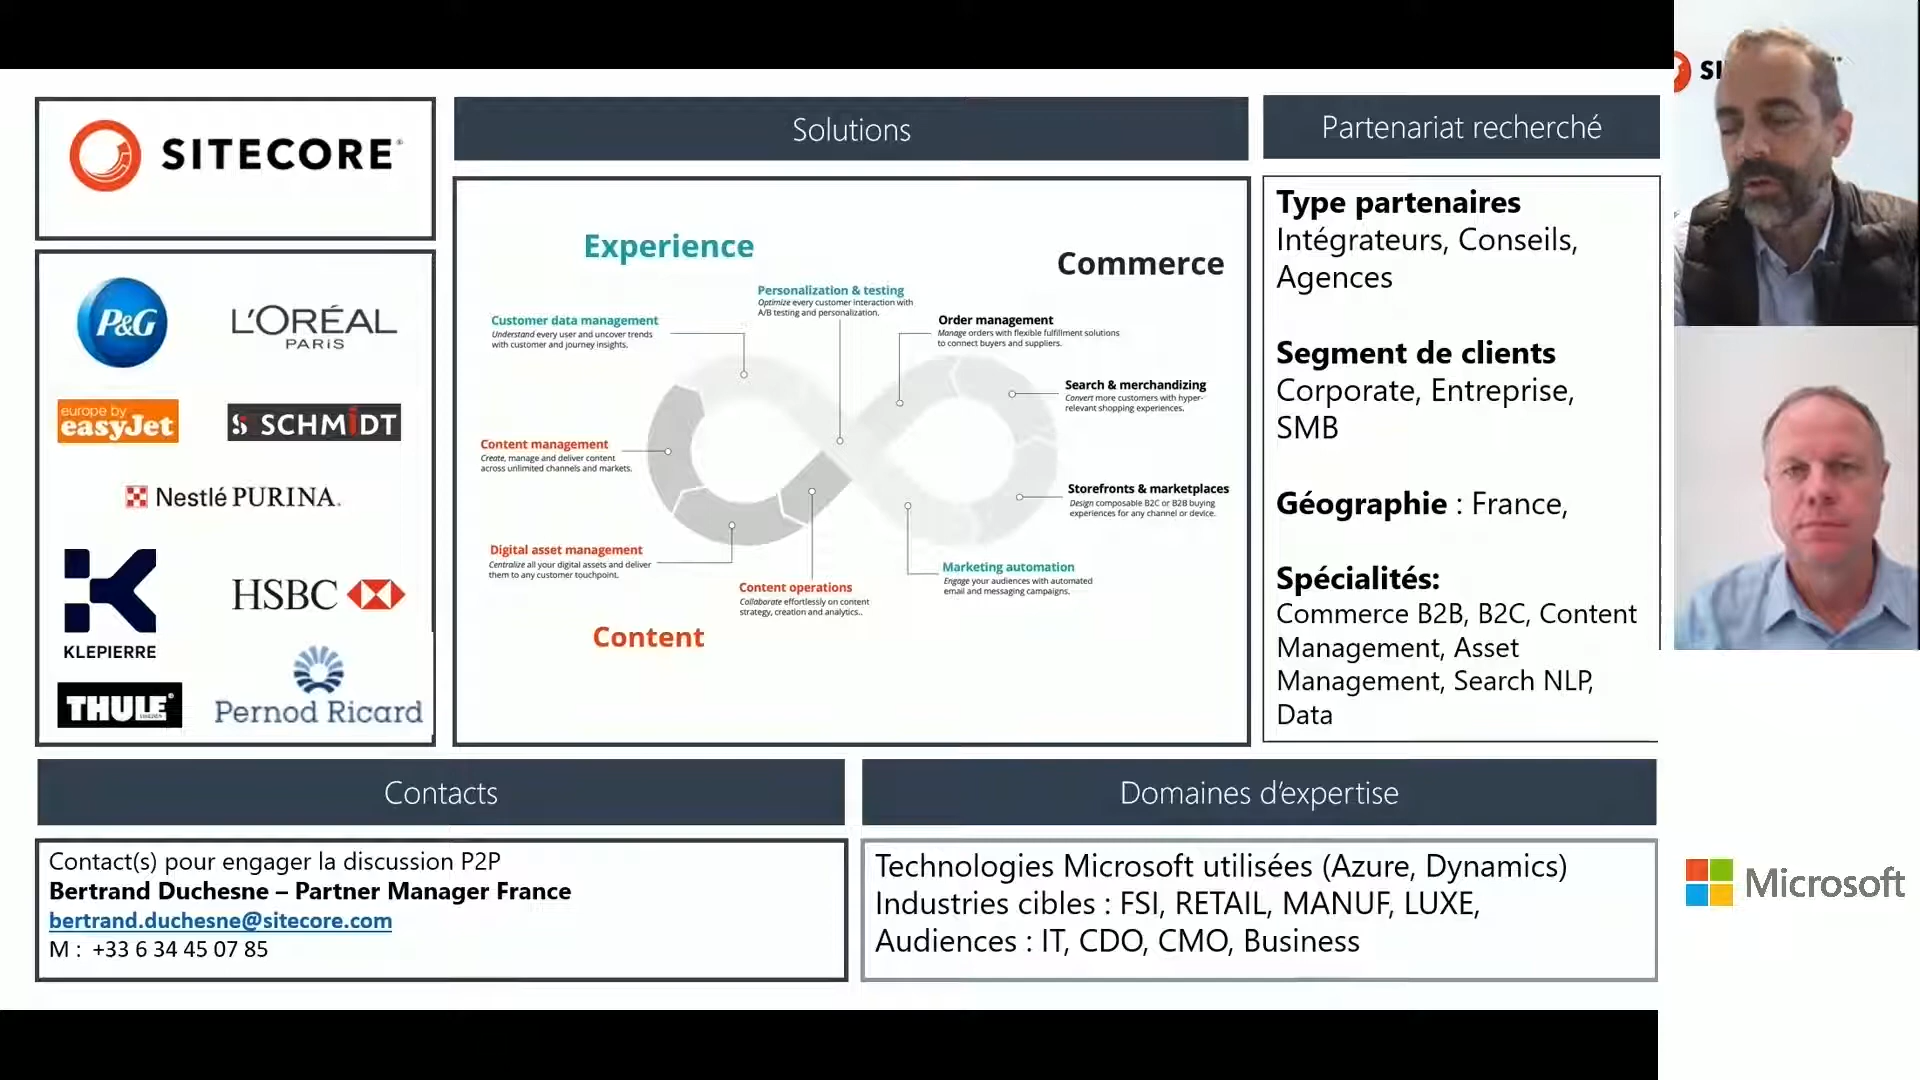 SITECORE®
P&G
L'ORÉAL
PARIS
europe by
easyJet
SCHMIDT
Nestlé PURINA.
KLEPIERRE
HSBC
THULE®
SWEDEN
Pernod Ricard
Solutions
Experience
Commerce
Personalization & testing
Optimize every customer interaction with
A/B testing and personalization.
Customer data management
Understand every user and uncover trends
with customer and journey insights.
Order management
Manage orders with flexible fulfillment solutions
to connect buyers and suppliers.
Search & merchandizing
Convert more customers with hyper-
relevant shopping experiences.
Content management
Create, manage and deliver content
across unlimited channels and markets.
Storefronts & marketplaces
Design composable B2C or B2B buying
experiences for any channel or device.
Digital asset management
Centralize all your digital assets and deliver
them to any customer touchpoint.
Marketing automation
Engage your audiences with automated
email and messaging campaigns.
Content operations
Collaborate effortlessly on content
strategy, creation and analytics..
Content
Partenariat recherché
Type partenaires
Intégrateurs, Conseils,
Agences
Segment de clients
Corporate, Entreprise,
SMB
Géographie : France,
Spécialités:
Commerce B2B, B2C, Content
Management, Asset
Management, Search NLP,
Data
Contacts
Contact(s) pour engager la discussion P2P
Bertrand Duchesne – Partner Manager France
bertrand.duchesne@sitecore.com
M : +33 6 34 45 07 85
Domaines d'expertise
Technologies Microsoft utilisées (Azure, Dynamics)
Industries cibles : FSI, RETAIL, MANUF, LUXE,
Audiences : IT, CDO, CMO, Business
Microsoft